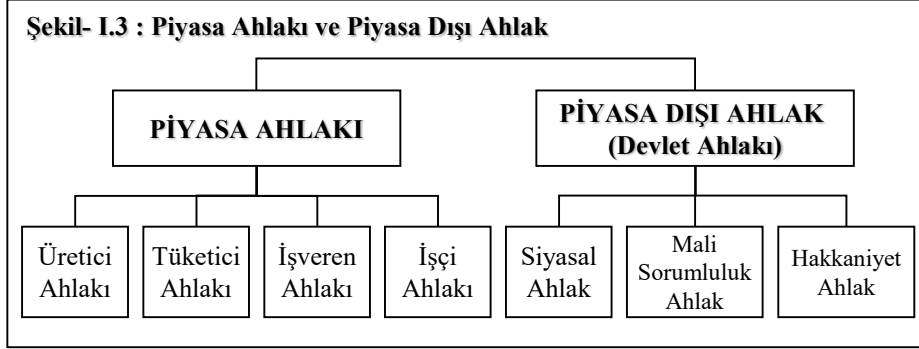 Şekil- I.3 : Piyasa Ahlakı ve Piyasa Dışı Ahlak
PİYASA AHLAKI
PİYASA DIŞI AHLAK
(Devlet Ahlakı)
Üretici
Ahlakı
Tüketici
Ahlakı
İşveren
Ahlakı
İşçi
Ahlakı
Siyasal
Ahlak
Mali
Sorumluluk
Ahlak
Hakkaniyet
Ahlak